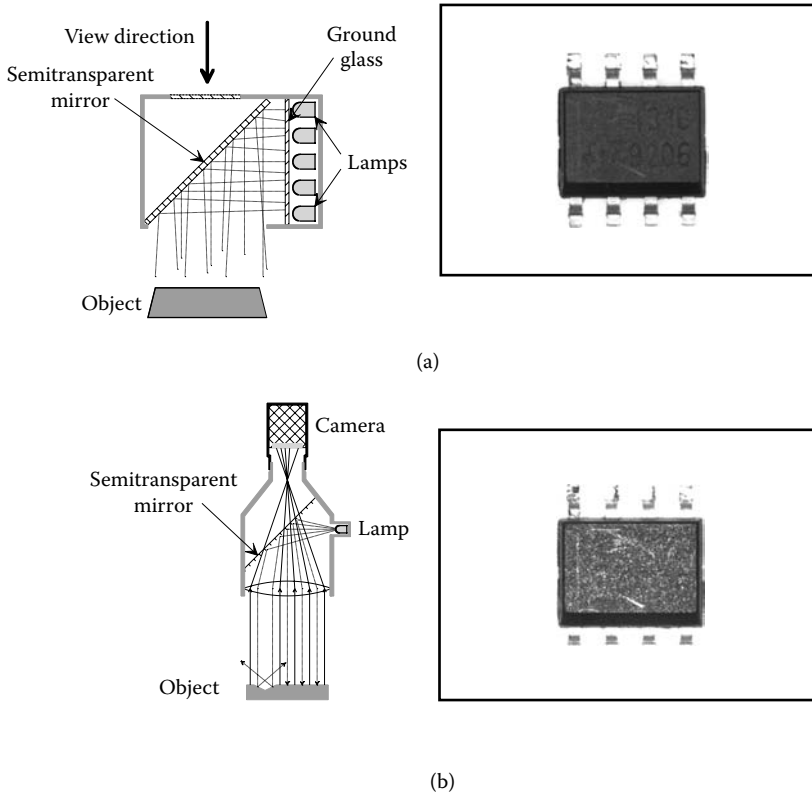 View direction
Semitransparent
mirror
Ground
glass
Lamps
Object
(a)
Camera
Semitransparent
mirror
Lamp
Object
(b)